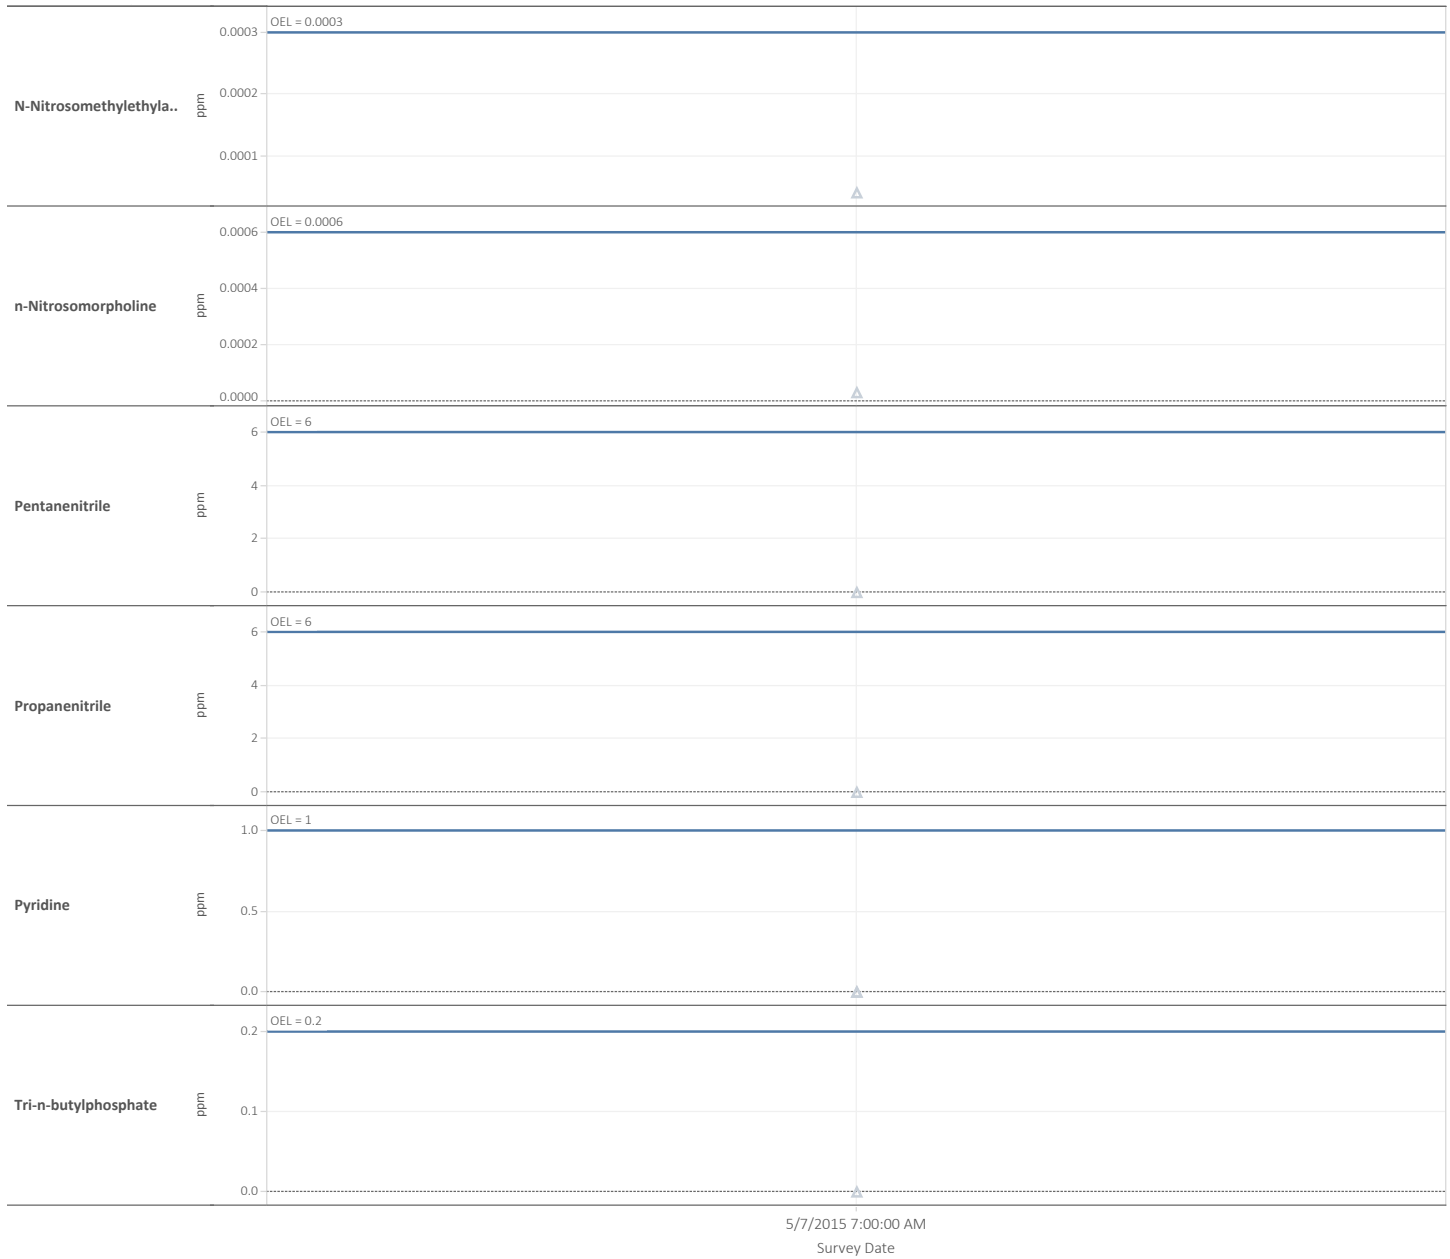 OEL = 0.0003
0.0003
N-Nitrosomethylethyla..
ppm
0.0002
0.0001
OEL = 0.0006
0.0006
n-Nitrosomorpholine
ppm
0.0004
0.0002
0.0000
OEL = 6
6
Pentanenitrile
ppm
4
2
0
OEL = 6
6
Propanenitrile
ppm
4
2
0
OEL = 1
1.0
Pyridine
ppm
0.5
0.0
OEL = 0.2
0.2
Tri-n-butylphosphate
ppm
0.1
0.0
5/7/2015 7:00:00 AM
Survey Date